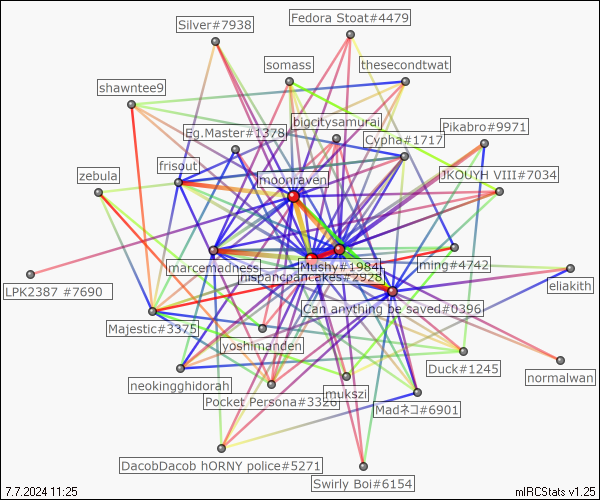 Silver#7938
Fedora Stoat#4479
somass
thesecondtwat
shawntee9
bigcitysamurai
Eg.Master#1378
Cypha#1717
Pikabro#9971
frisout
zebula
moonraven
JKOUYH VIII#7034
marcemadness
Mushy#1984
ming#4742
hispancpancakes#2928
LPK2387 #7690
eliakith
Can anything be saved#0396
Majestic#3375
yoshimanden
Duck#1245
normalwan
neokingghidorah
Pocket Persona#3326
mukszi
Madネコ#6901
DacobDacob hORNY police#5271
Swirly Boi#6154
7.7.2024 11:25
mIRCStats v1.25